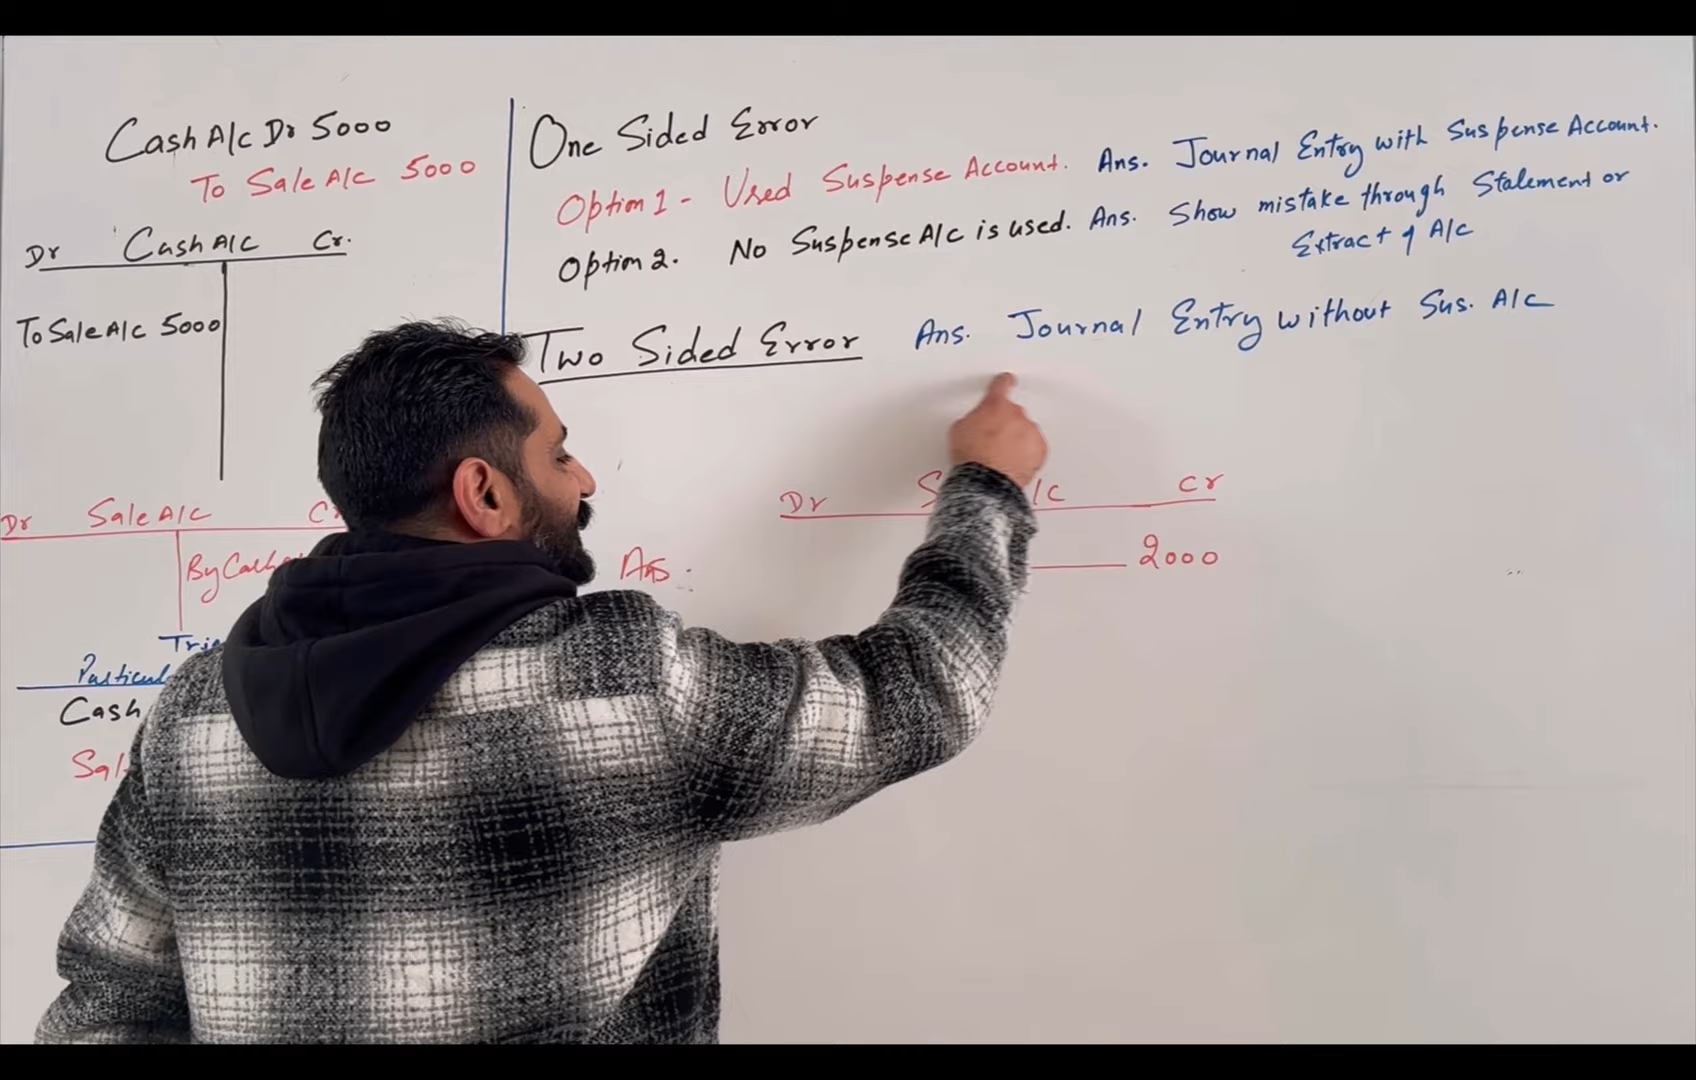 Cash A/c Dr 5000
To Sale A/c 5000
Dr Cash A/c Cr.
To Sale A/c 5000
Dr Sale A/c
By Cash
Particul
Cash
One Sided Error
Option 1 - Used Suspense Account. Ans. Journal Entry with Suspense Account.
Option 2. No Suspense A/c is used. Ans. Show mistake through Statement or
Extract of A/c
Two Sided Error Ans. Journal Entry without Sus. A/c
Dr Cr
Ans. 2000